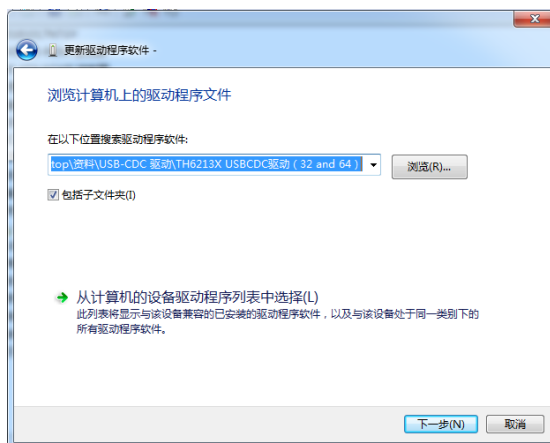 更新驱动程序软件 -
浏览计算机上的驱动程序文件
在以下位置搜索驱动程序软件:
top\资料\USB-CDC 驱动\TH6213X USBCDC驱动 ( 32 and 64 )
浏览(R)...
包括子文件夹(I)
从计算机的设备驱动程序列表中选择(L)
此列表将显示与该设备兼容的已安装的驱动程序软件，以及与该设备处于同一类别下的
所有驱动程序软件。
下一步(N)
取消